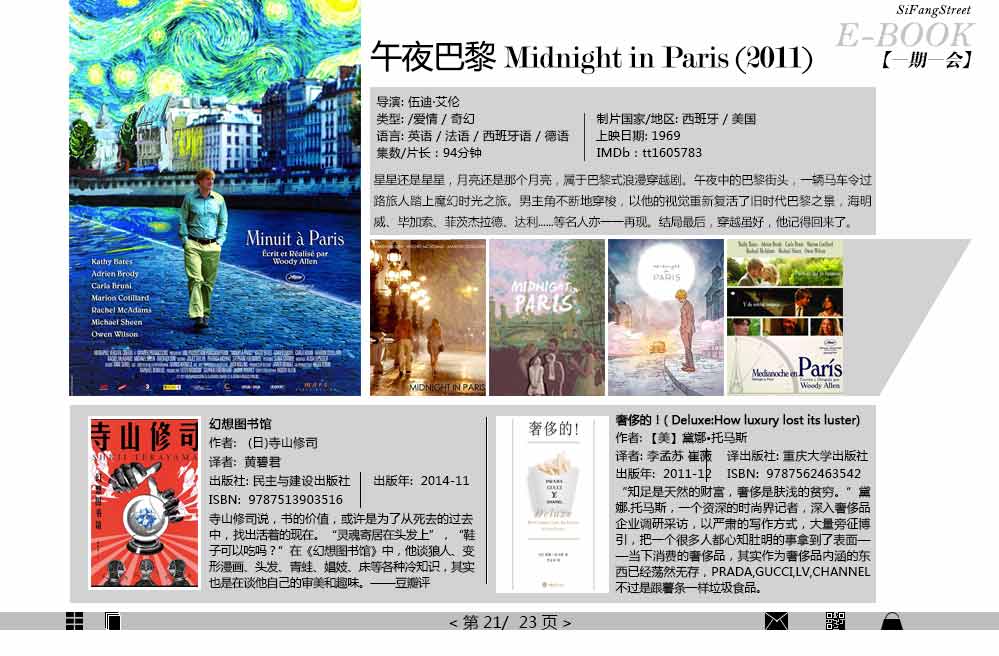 SiFangStreet
E-BOOK
【一期一会】
午夜巴黎 Midnight in Paris (2011)
导演: 伍迪·艾伦
类型: /爱情 / 奇幻
语言: 英语 / 法语 / 西班牙语 / 德语
集数/片长：94分钟
制片国家/地区: 西班牙 / 美国
上映日期: 1969
IMDb：tt1605783
星星还是星星，月亮还是那个月亮，属于巴黎式浪漫穿越剧。午夜中的巴黎街头，一辆马车令过
路旅人踏上魔幻时光之旅。男主角不断地穿梭，以他的视觉重新复活了旧时代巴黎之景，海明
威、毕加索、菲茨杰拉德、达利......等名人亦一一再现。结局最后，穿越虽好，他记得回来了。
Minuit à Paris
Écrit et Réalisé par
Woody Allen
Kathy Bates
Adrien Brody
Carla Bruni
Marion Cotillard
Rachel McAdams
Michael Sheen
Owen Wilson
MIDNIGHT IN PARIS
MIDNIGHT in
PARIS
midnight in
PARIS
Medianoche en París
Woody Allen
寺山修司
SHUJI TERAYAMA
幻想图书馆
幻想图书馆
作者: (日)寺山修司
译者: 黄碧君
出版社: 民主与建设出版社
出版年: 2014-11
ISBN: 9787513903516
寺山修司说，书的价值，或许是为了从死去的过去
中，找出活着的现在。“灵魂寄居在头发上”，“鞋
子可以吃吗？”在《幻想图书馆》中，他谈狼人、变
形漫画、头发、青蛙、娼妓、床等各种冷知识，其实
也是在谈他自己的审美和趣味。——豆瓣评
奢侈的!
PRADA
GUCCI
CHANEL
Deluxe
奢侈的！( Deluxe:How luxury lost its luster)
作者: 【美】黛娜•托马斯
译者: 李孟苏 崔薇
译出版社: 重庆大学出版社
出版年: 2011-12
ISBN: 9787562463542
“知足是天然的财富，奢侈是肤浅的贫穷。”黛
娜.托马斯，一个资深的时尚界记者，深入奢侈品
企业调研采访，以严肃的写作方式，大量旁征博
引，把一个很多人都心知肚明的事拿到了表面—
—当下消费的奢侈品，其实作为奢侈品内涵的东
西已经荡然无存，PRADA,GUCCI,LV,CHANEL
不过是跟薯条一样垃圾食品。
< 第 21/ 23 页 >